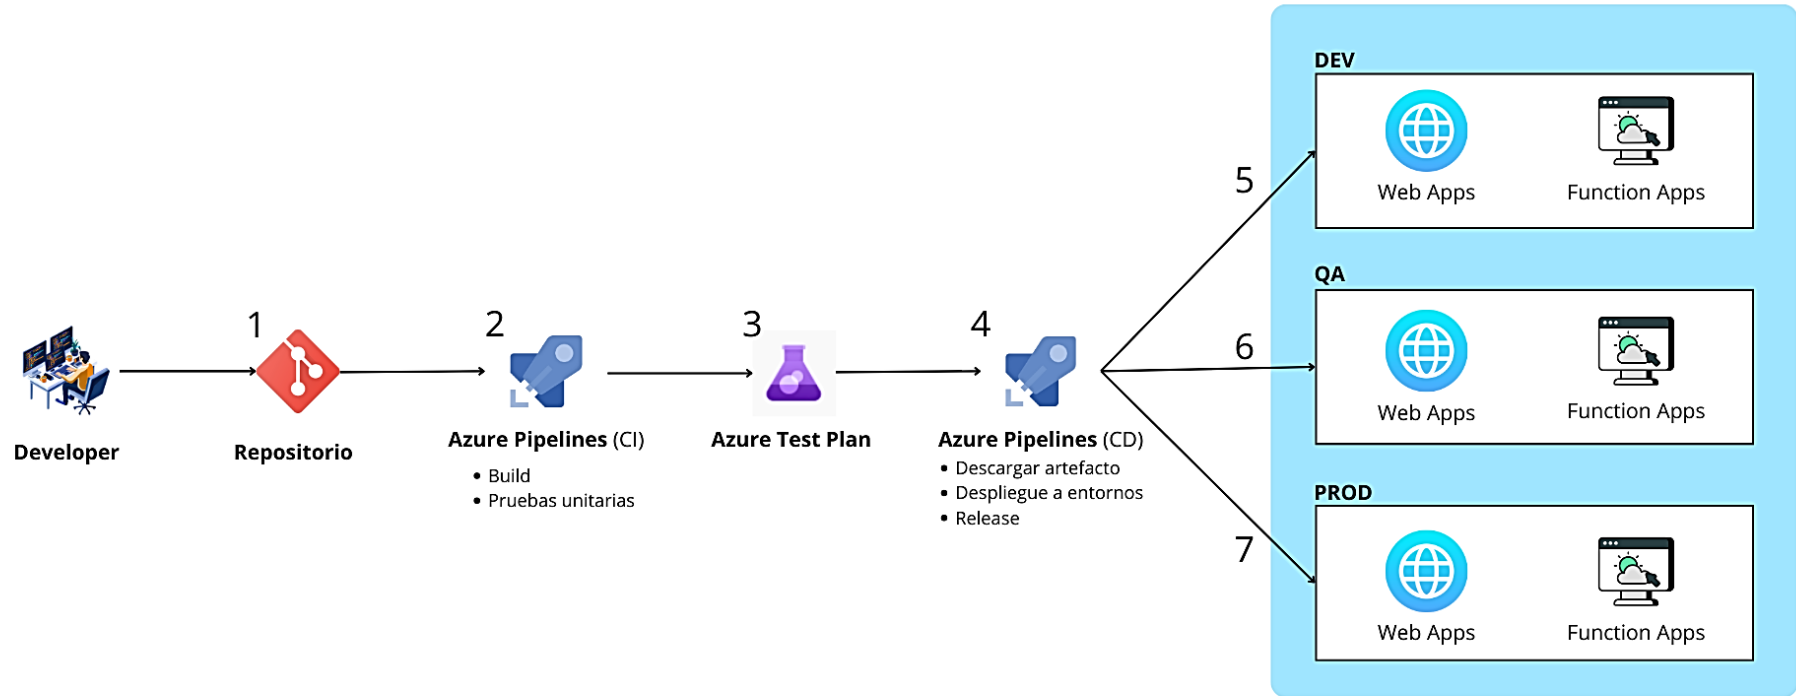 DEV
Web Apps
Function Apps
5
QA
6
Web Apps
Function Apps
1
2
3
4
Developer
Repositorio
Azure Pipelines (CI)
• Build
• Pruebas unitarias
Azure Test Plan
Azure Pipelines (CD)
• Descargar artefacto
• Despliegue a entornos
• Release
7
PROD
Web Apps
Function Apps